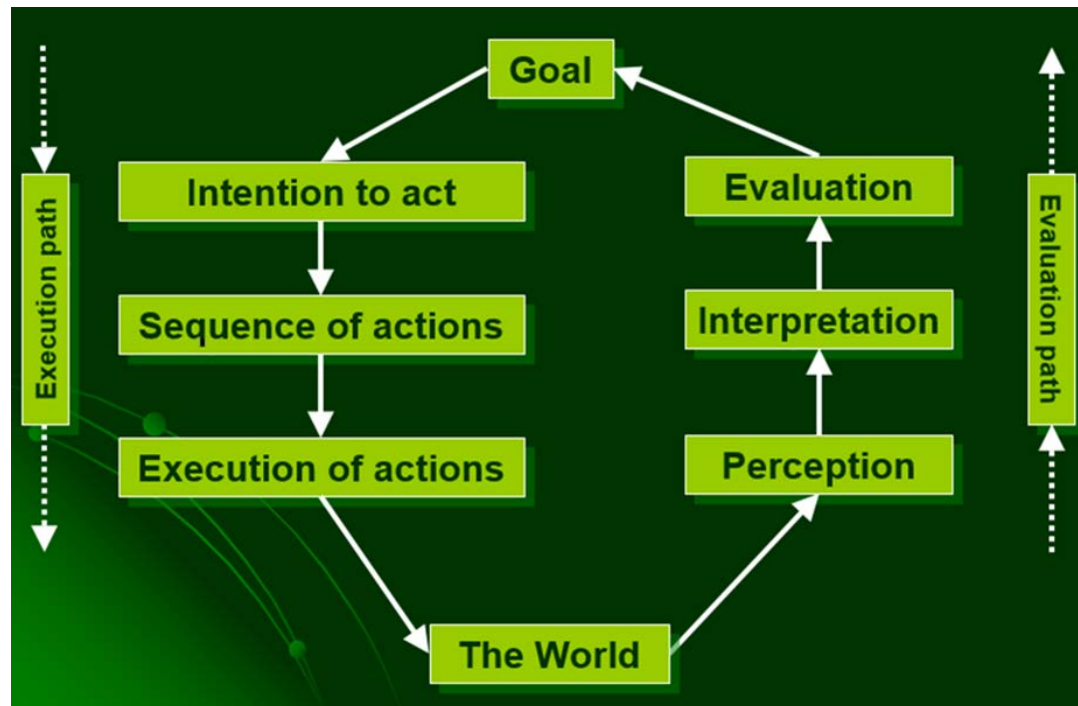 Goal
Intention to act
Evaluation
Execution path
Evaluation path
Sequence of actions
Interpretation
Execution of actions
Perception
The World